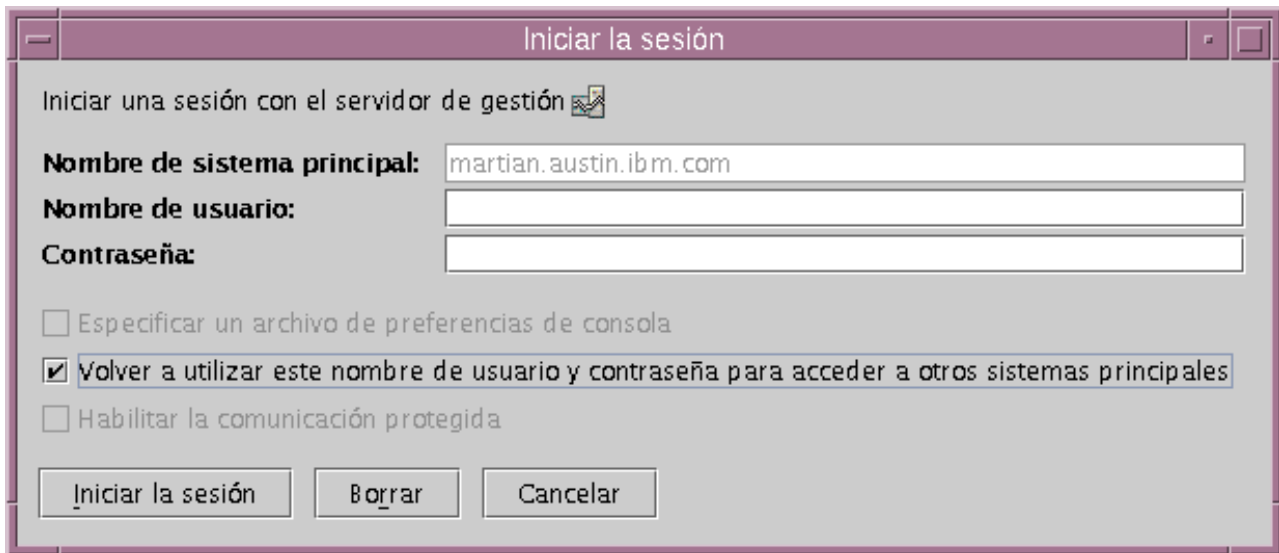 Iniciar la sesión
Iniciar una sesión con el servidor de gestión
Nombre de sistema principal: martian.austin.ibm.com
Nombre de usuario:
Contraseña:
Especificar un archivo de preferencias de consola
Volver a utilizar este nombre de usuario y contraseña para acceder a otros sistemas principales
Habilitar la comunicación protegida
Iniciar la sesión Borrar Cancelar